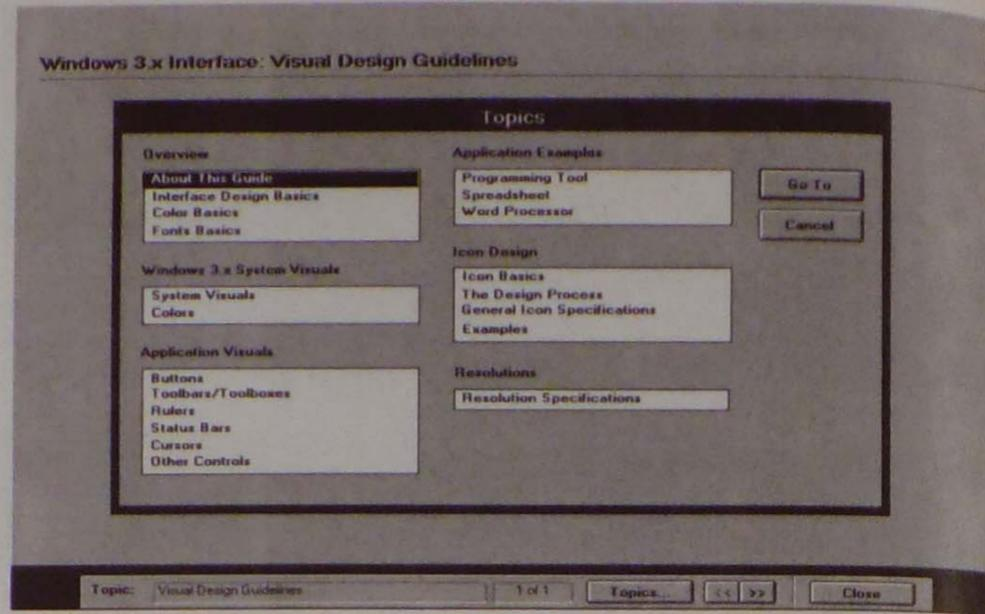 Windows 3.x Interface: Visual Design Guidelines
Topics
Overview
About This Guide
Interface Design Basics
Color Basics
Fonts Basics
Windows 3.x System Visuals
System Visuals
Colors
Application Visuals
Buttons
Toolbars/Toolboxes
Rulers
Status Bars
Cursors
Other Controls
Application Examples
Programming Tool
Spreadsheet
Word Processor
Icon Design
Icon Basics
The Design Process
General Icon Specifications
Examples
Resolutions
Resolution Specifications
Go To
Cancel
Topic: Visual Design Guidelines 1 of 1 Topics... << >> Close